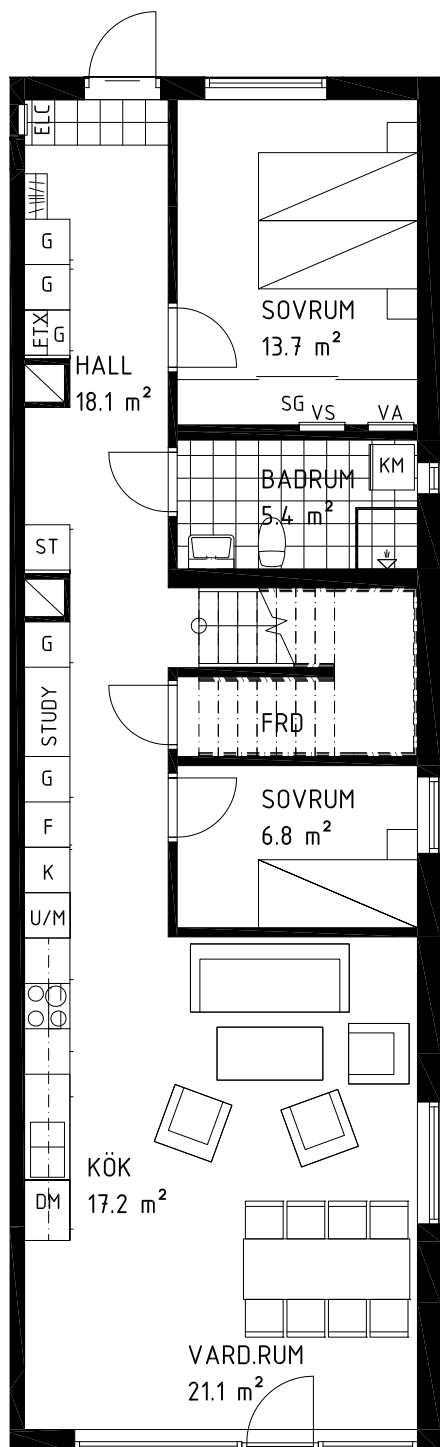 ELC
G
G
FTX G
HALL
18.1 m²
SOVRUM
13.7 m²
SG VS VA
BADRUM
5.4 m²
KM
ST
G
STUDY
G
F
K
U/M
FRD
SOVRUM
6.8 m²
KÖK
17.2 m²
DM
VARD.RUM
21.1 m²